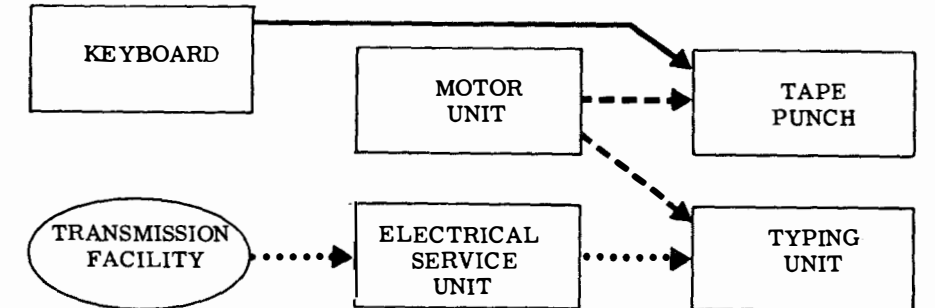 KEYBOARD
MOTOR
UNIT
TAPE
PUNCH
TRANSMISSION
FACILITY
ELECTRICAL
SERVICE
UNIT
TYPING
UNIT